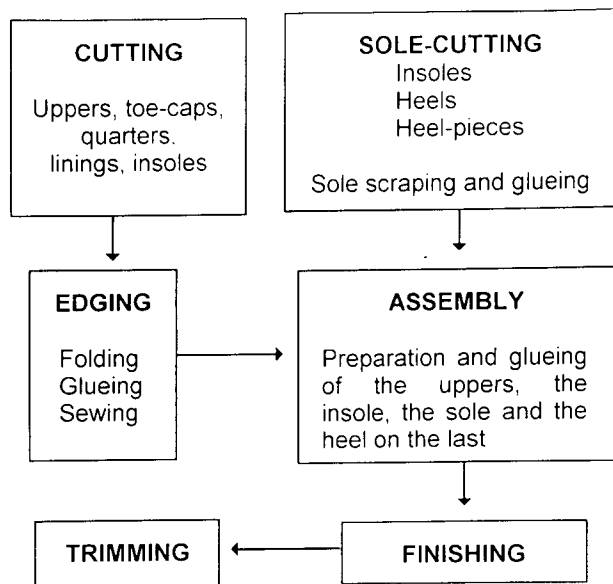 CUTTING
Uppers, toe-caps,
quarters.
linings, insoles
SOLE-CUTTING
Insoles
Heels
Heel-pieces
Sole scraping and glueing
EDGING
Folding
Glueing
Sewing
ASSEMBLY
Preparation and glueing
of the uppers, the
insole, the sole and the
heel on the last
TRIMMING
FINISHING